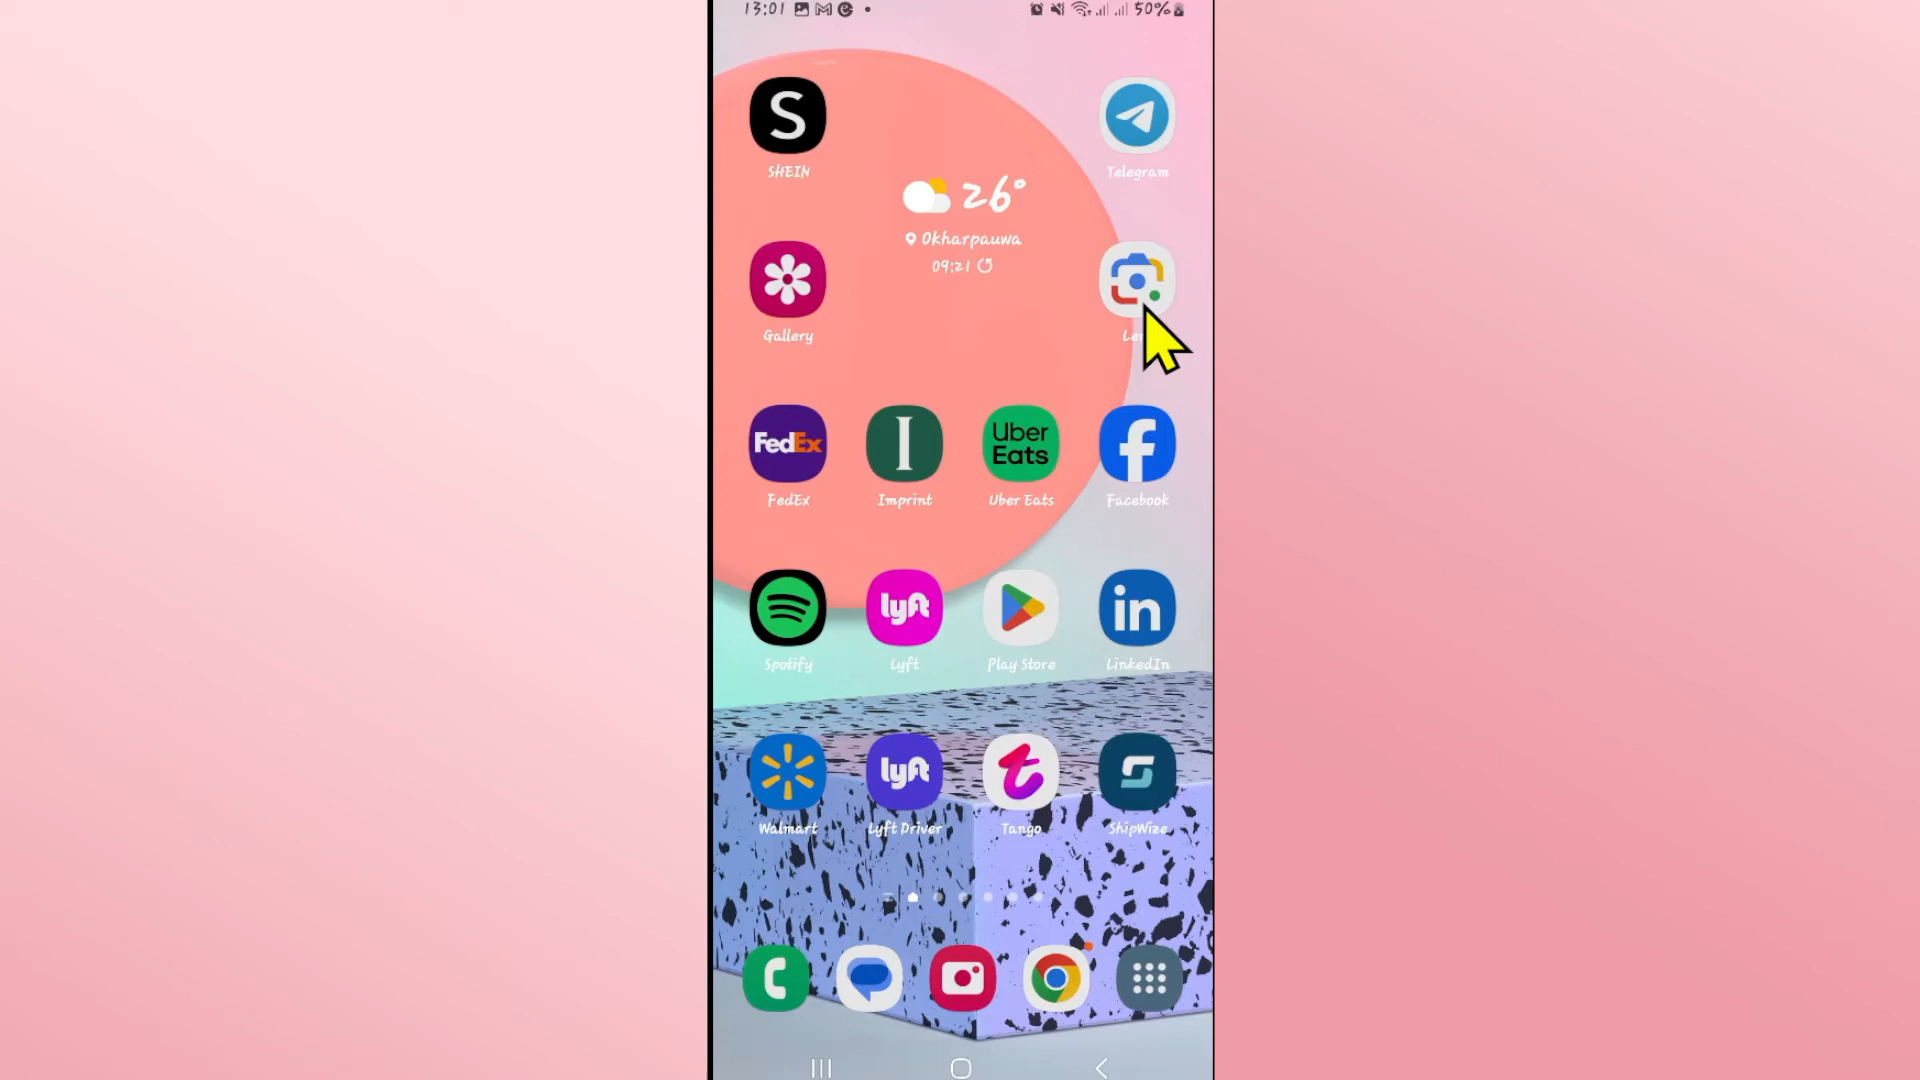 13:01
50%
S
SHEIN
Telegram
26°
Okharpauwa
09:21
Gallery
FedEx
Uber
Eats
FedEx
I
Imprint
Uber Eats
f
Facebook
lyft
in
Spotify
Lyft
Play Store
LinkedIn
lyft
t
S
Walmart
Lyft Driver
Tango
ShipWize